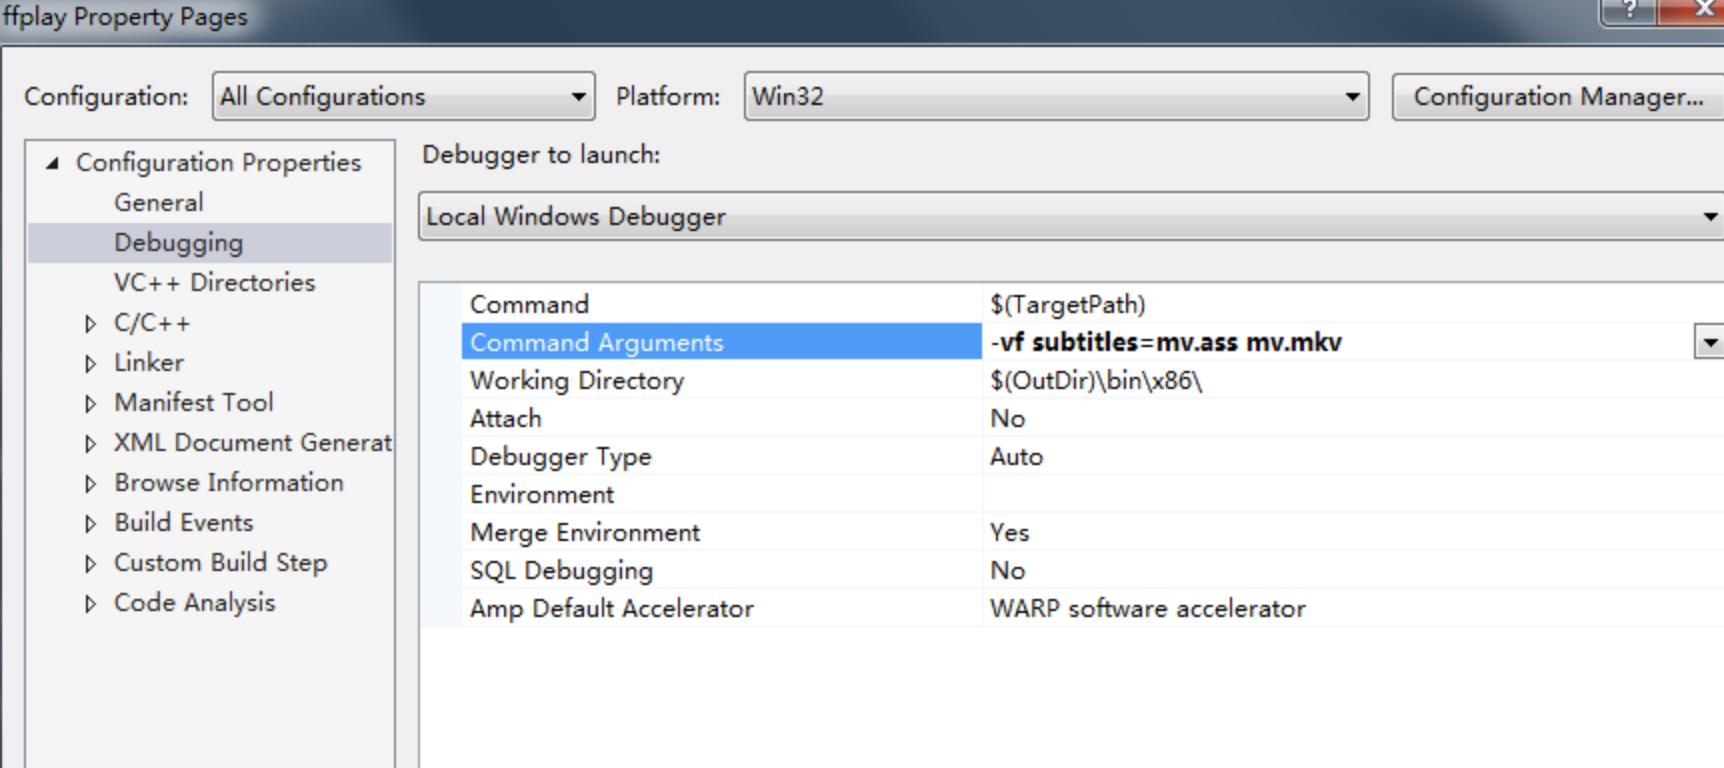 ffplay Property Pages
?
Configuration: All Configurations Platform: Win32 Configuration Manager...
Configuration Properties
General
Debugging
VC++ Directories
C/C++
Linker
Manifest Tool
XML Document Generat
Browse Information
Build Events
Custom Build Step
Code Analysis
Debugger to launch:
Local Windows Debugger
Command $(TargetPath)
Command Arguments -vf subtitles=mv.ass mv.mkv
Working Directory $(OutDir)\bin\x86\
Attach No
Debugger Type Auto
Environment
Merge Environment Yes
SQL Debugging No
Amp Default Accelerator WARP software accelerator